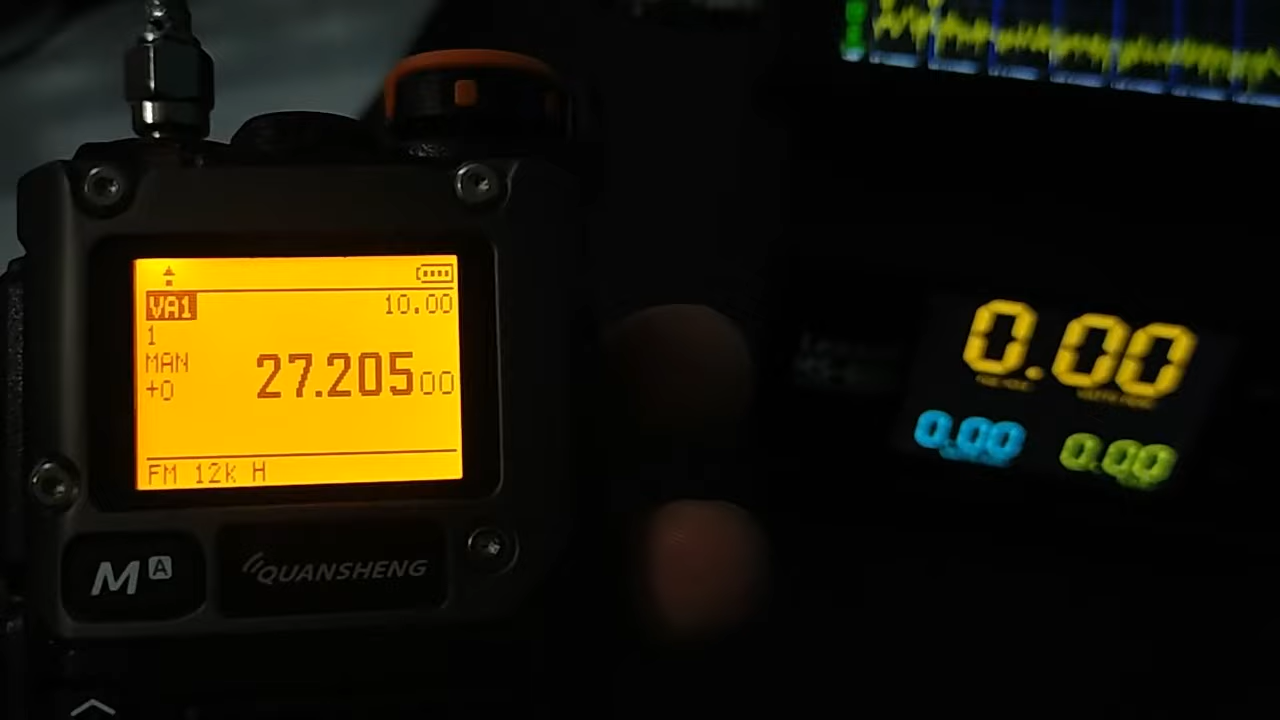 VA1
10.00
1
MAN
+0
27.20500
FM 12k H
M A
QUANSHENG
0.00
0.00
0.00